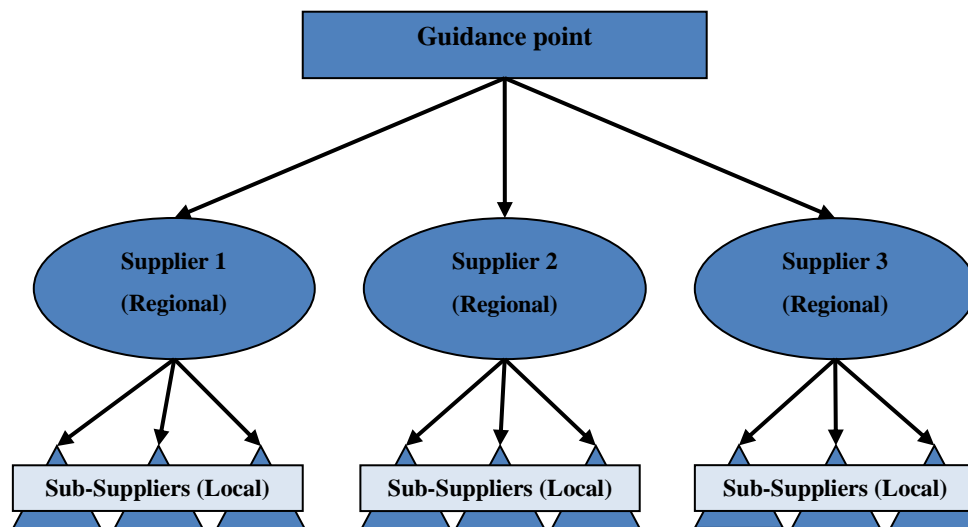 Guidance point
Supplier 1
(Regional)
Supplier 2
(Regional)
Supplier 3
(Regional)
Sub-Suppliers (Local)
Sub-Suppliers (Local)
Sub-Suppliers (Local)